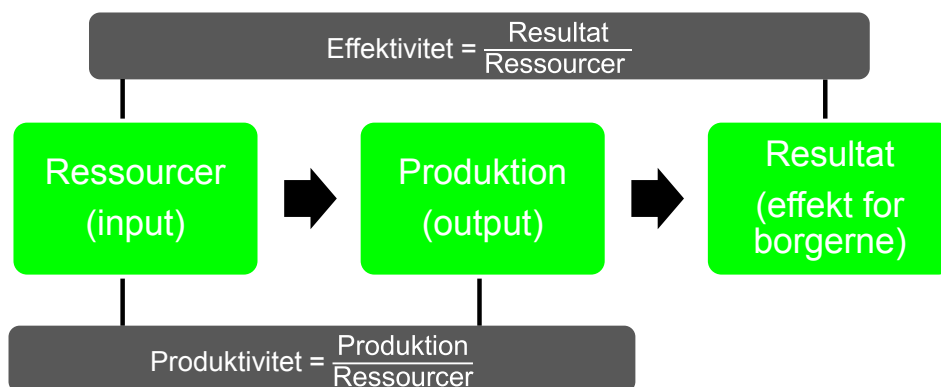 Effektivitet = Resultat
Ressourcer
Ressourcer
(input)
Produktion
(output)
Resultat
(effekt for
borgerne)
Produktivitet = Produktion
Ressourcer